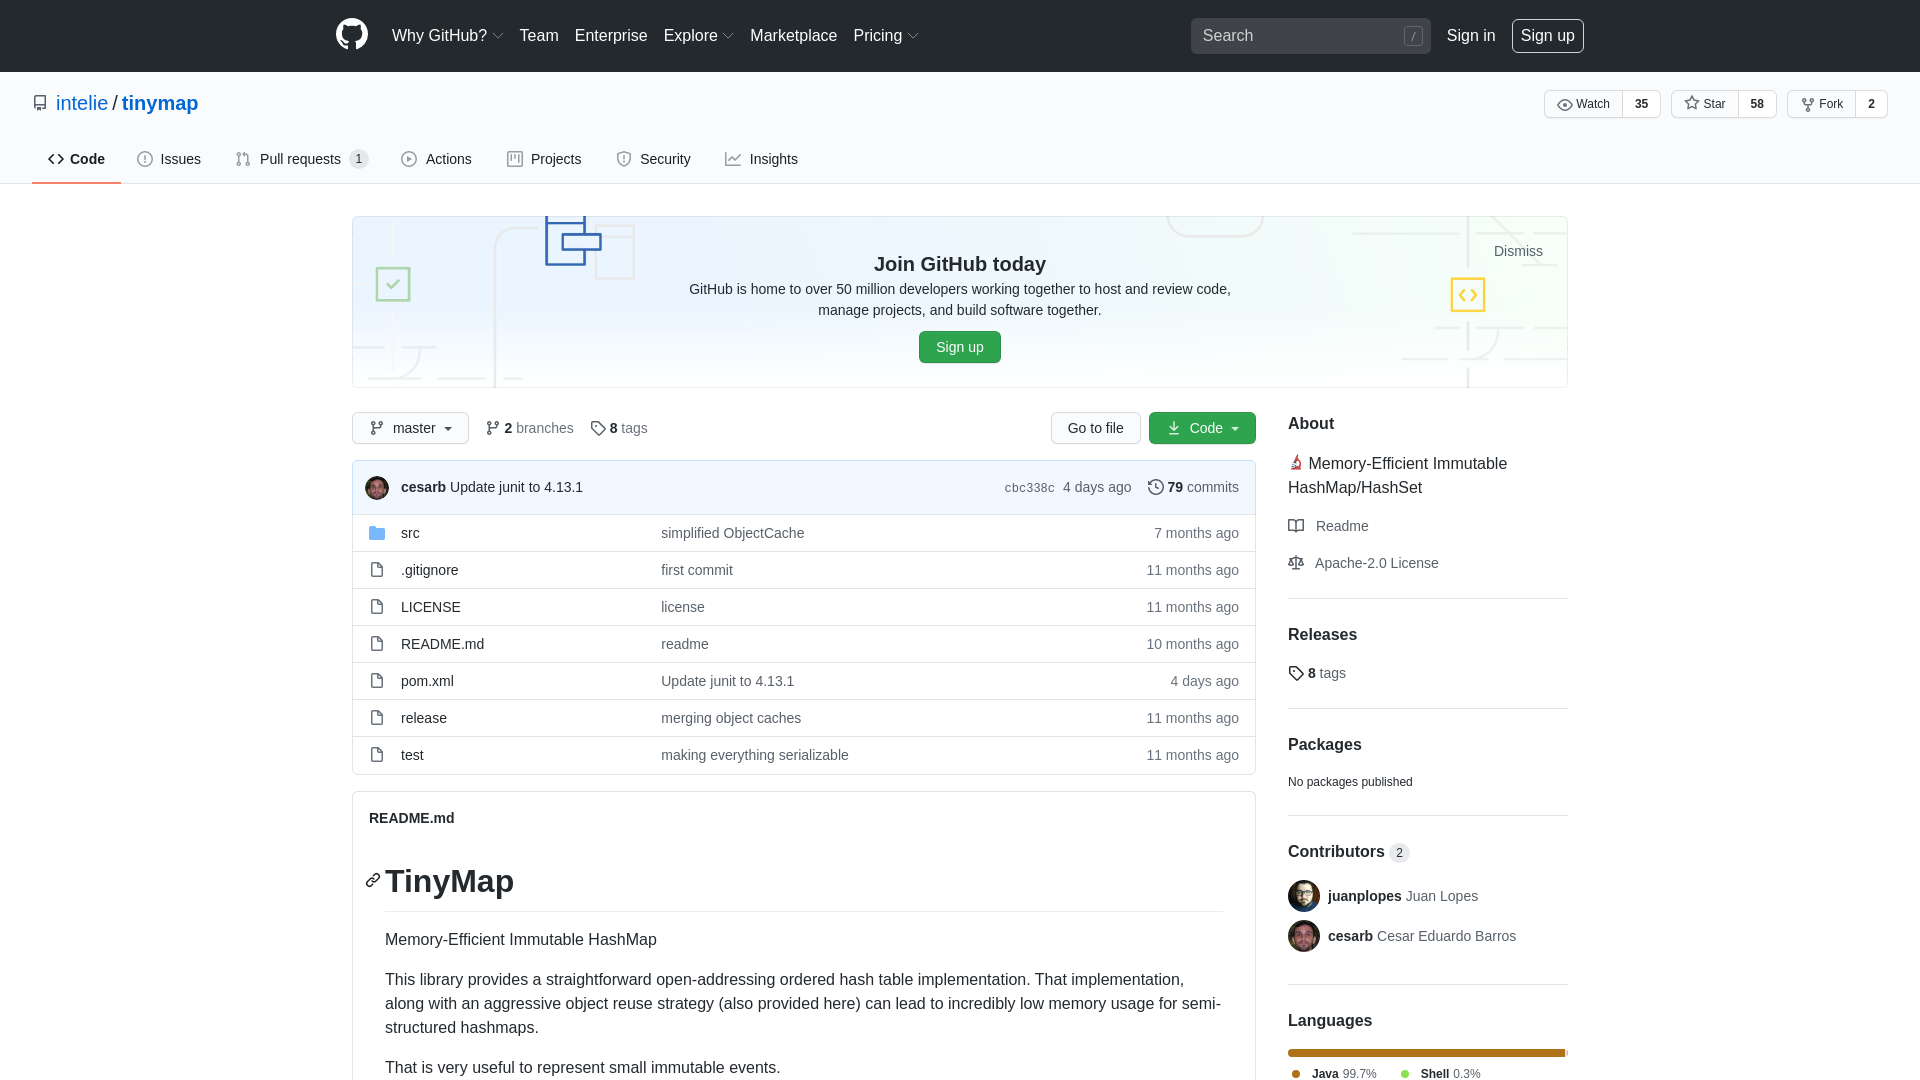 Why GitHub? Team Enterprise Explore Marketplace Pricing Search / Sign in Sign up
intelie / tinymap Watch 35 Star 58 Fork 2
Code Issues Pull requests 1 Actions Projects Security Insights
Dismiss
Join GitHub today
GitHub is home to over 50 million developers working together to host and review code,
manage projects, and build software together.
Sign up
master 2 branches 8 tags Go to file Code
cesarb Update junit to 4.13.1 cbc338c 4 days ago 79 commits
src simplified ObjectCache 7 months ago
.gitignore first commit 11 months ago
LICENSE license 11 months ago
README.md readme 10 months ago
pom.xml Update junit to 4.13.1 4 days ago
release merging object caches 11 months ago
test making everything serializable 11 months ago
README.md
TinyMap
Memory-Efficient Immutable HashMap
This library provides a straightforward open-addressing ordered hash table implementation. That implementation,
along with an aggressive object reuse strategy (also provided here) can lead to incredibly low memory usage for semi-
structured hashmaps.
That is very useful to represent small immutable events.
About
Memory-Efficient Immutable
HashMap/HashSet
Readme
Apache-2.0 License
Releases
8 tags
Packages
No packages published
Contributors 2
juanplopes Juan Lopes
cesarb Cesar Eduardo Barros
Languages
Java 99.7% Shell 0.3%